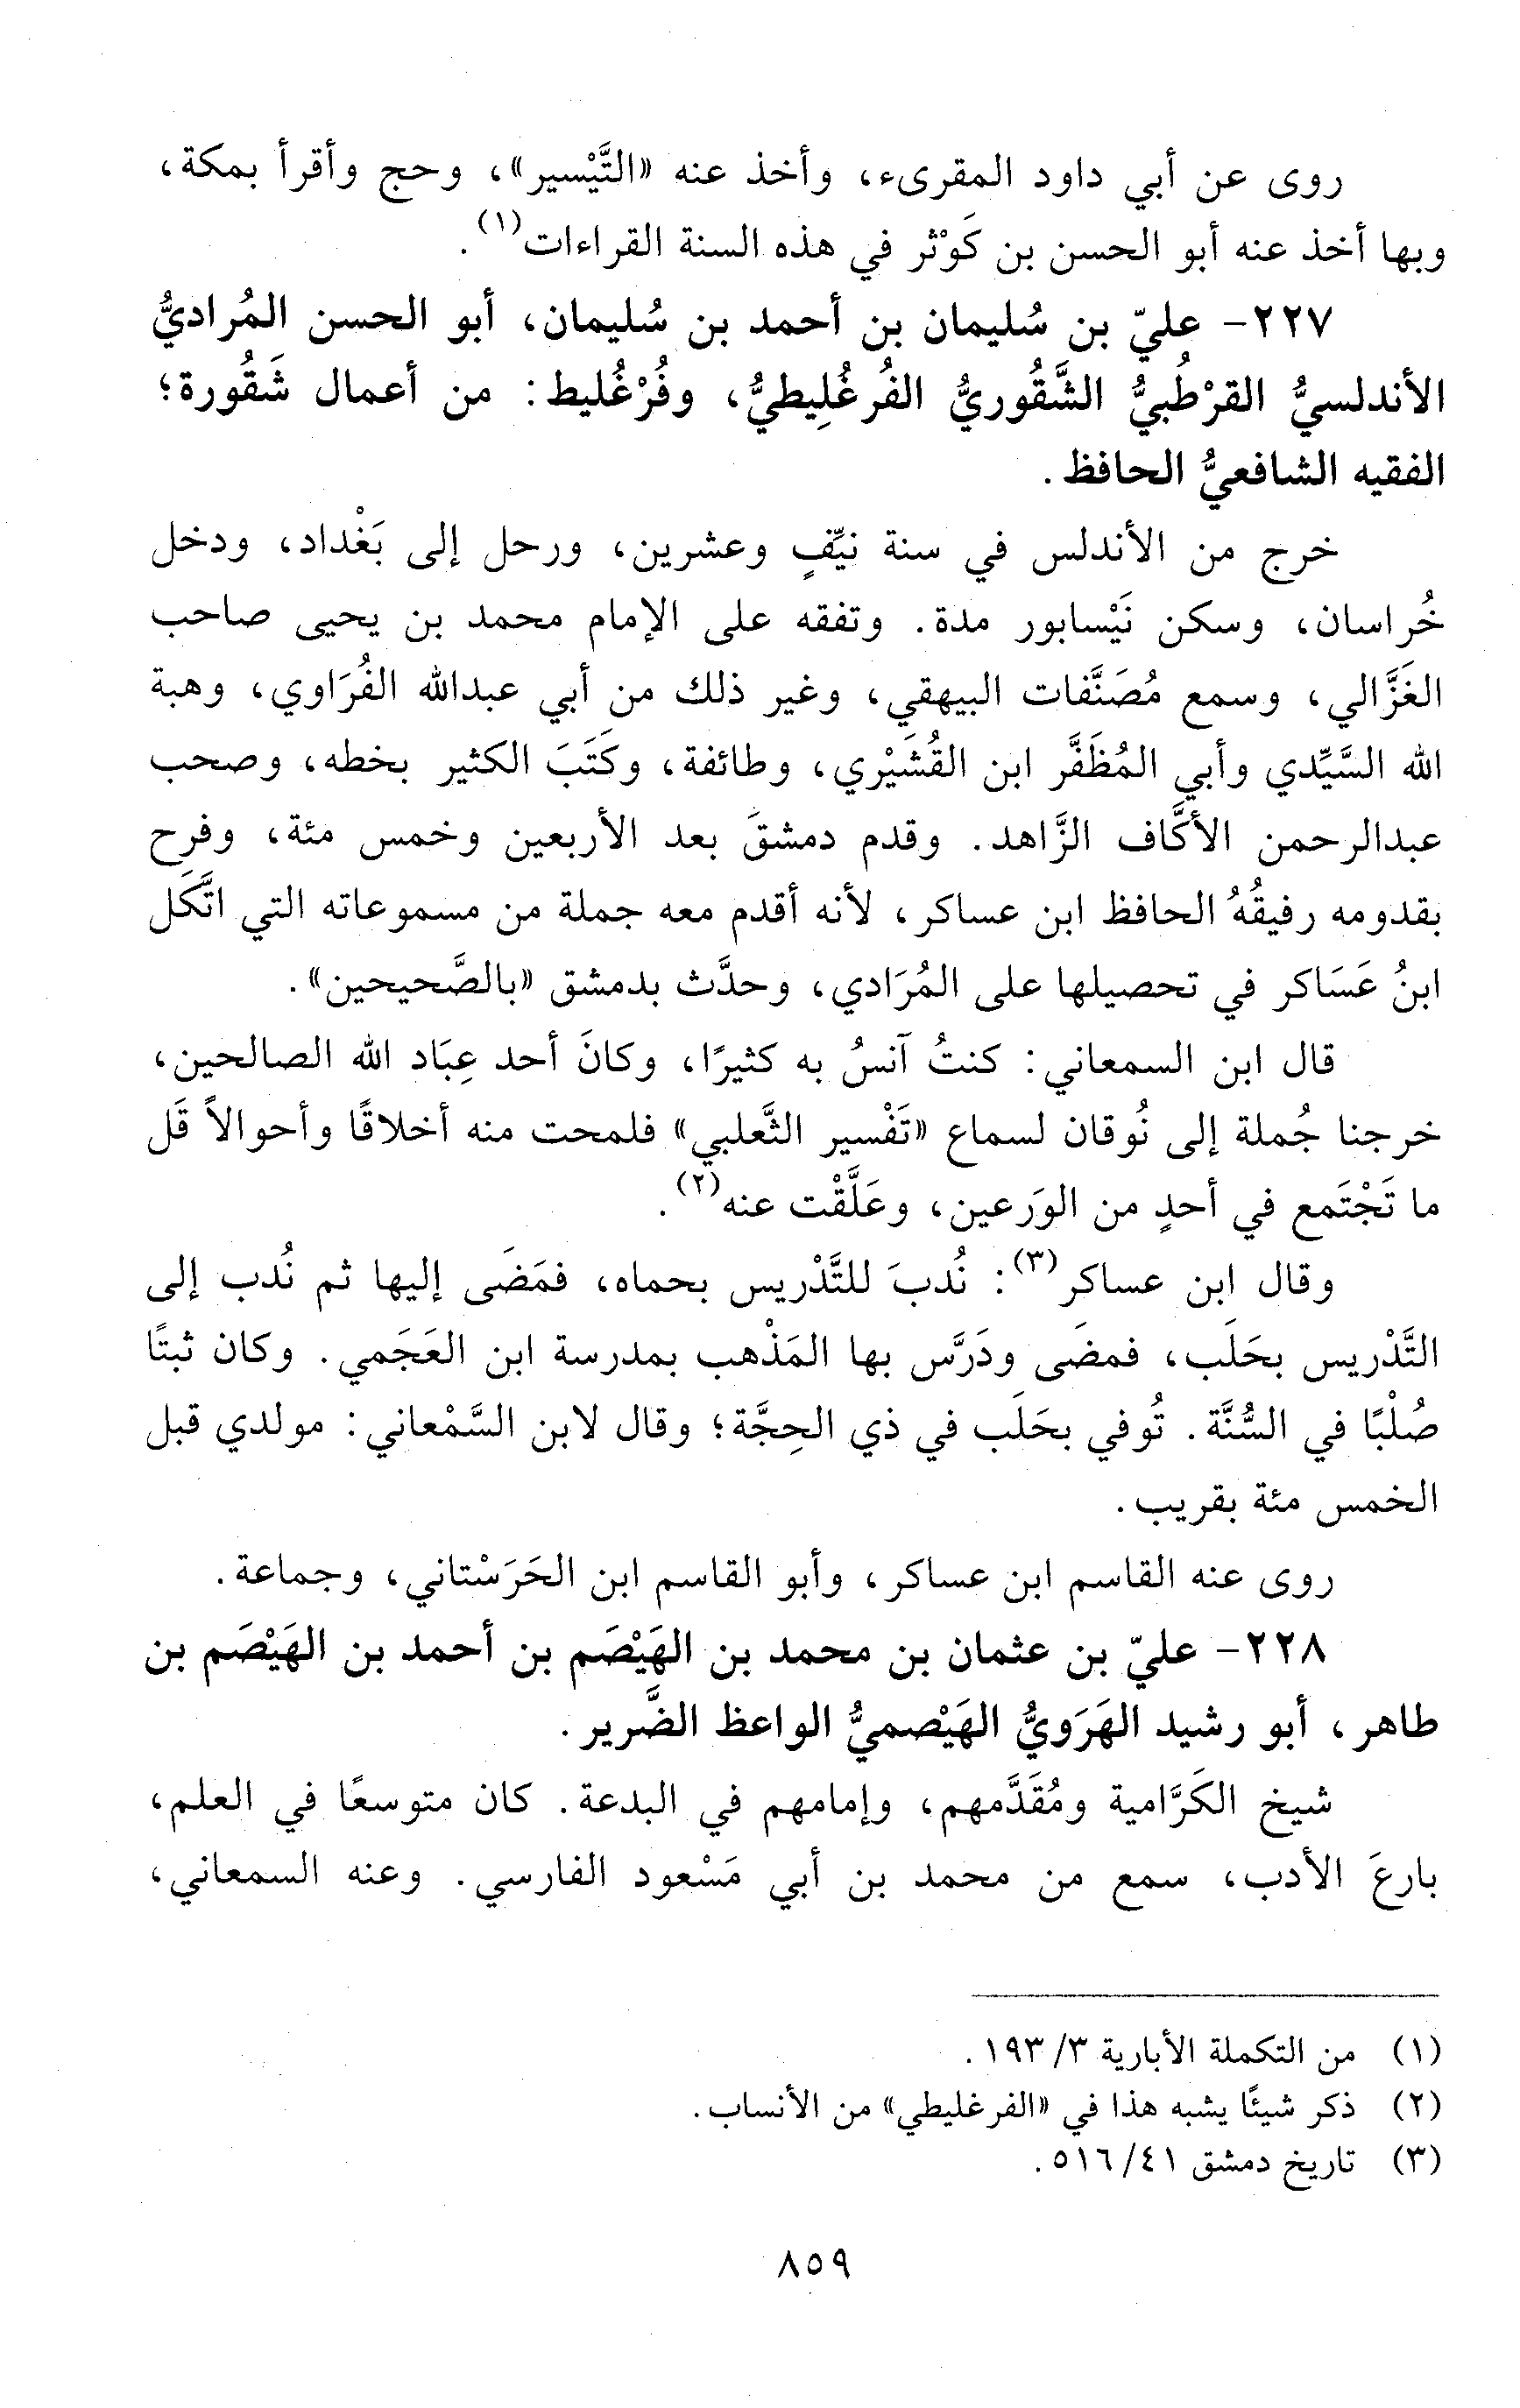 روى عن أبي داود المقرىء، وأخذ عنه «التَّيْسير»، وحج وأقرأ بمكة،
وبها أخذ عنه أبو الحسن بن كَوْثر في هذه السنة القراءات(١).
٢٢٧- عليّ بن سُليمان بن أحمد بن سُليمان، أبو الحسن المُراديُّ
الأندلسيُّ القرْطُبيُّ الشَّقُوريُّ الفُرغُلِيطيُّ، وفُرْغُليط: من أعمال شَقُورة؛
الفقيه الشافعيُّ الحافظ.
خرج من الأندلس في سنة نيِّفٍ وعشرين، ورحل إلى بَغْداد، ودخل
خُراسان، وسكن نَيْسابور مدة. وتفقه على الإمام محمد بن يحيى صاحب
الغَزَّالي، وسمع مُصَنَّفات البيهقي، وغير ذلك من أبي عبدالله الفُرَاوي، وهبة
الله السَّيِّدي وأبي المُظَفَّر ابن القُشَيْري، وطائفة، وكَتَبَ الكثير بخطه، وصحب
عبدالرحمن الأكَّاف الزَّاهد. وقدم دمشقَ بعد الأربعين وخمس مئة، وفرِح
بقدومه رفيقُهُ الحافظ ابن عساكر، لأنه أقدم معه جملة من مسموعاته التي اتَّكَل
ابنُ عَسَاكر في تحصيلها على المُرَادي، وحدَّث بدمشق «بالصَّحيحين».
قال ابن السمعاني: كنتُ آنسُ به كثيرًا، وكانَ أحد عِبَاد الله الصالحين،
خرجنا جُملة إلى نُوقان لسماع «تَفْسير الثَّعلبي» فلمحت منه أخلاقًا وأحوالاً قَل
ما تَجْتَمع في أحدٍ من الورَعين، وعَلَّقْت عنه(٢).
وقال ابن عساكر(٣): نُدبَ للتَّدْريس بحماه، فمَضَى إليها ثم نُدب إلى
التَّدْريس بحَلَب، فمضَى ودَرَّس بها المَذْهب بمدرسة ابن العَجَمي. وكان ثبتًا
صُلْبًا في السُّنَّة. تُوفي بحَلَب في ذي الحِجَّة؛ وقال لابن السَّمْعاني: مولدي قبل
الخمس مئة بقريب.
روى عنه القاسم ابن عساكر، وأبو القاسم ابن الحَرَسْتاني، وجماعة.
٢٢٨- عليّ بن عثمان بن محمد بن الهَيْصَم بن أحمد بن الهَيْصَم بن
طاهر، أبو رشيد الهَرَويُّ الهَيْصميُّ الواعظ الضَّرير.
شيخ الكَرَّامية ومُقَدَّمهم، وإمامهم في البدعة. كان متوسعًا في العلم،
بارعَ الأدب، سمع من محمد بن أبي مَسْعود الفارسي. وعنه السمعاني،
(١) من التكملة الأبارية ٣/ ١٩٣.
(٢) ذكر شيئًا يشبه هذا في «الفرغليطي» من الأنساب.
(٣) تاريخ دمشق ٤١/ ٥١٦.
٨٥٩